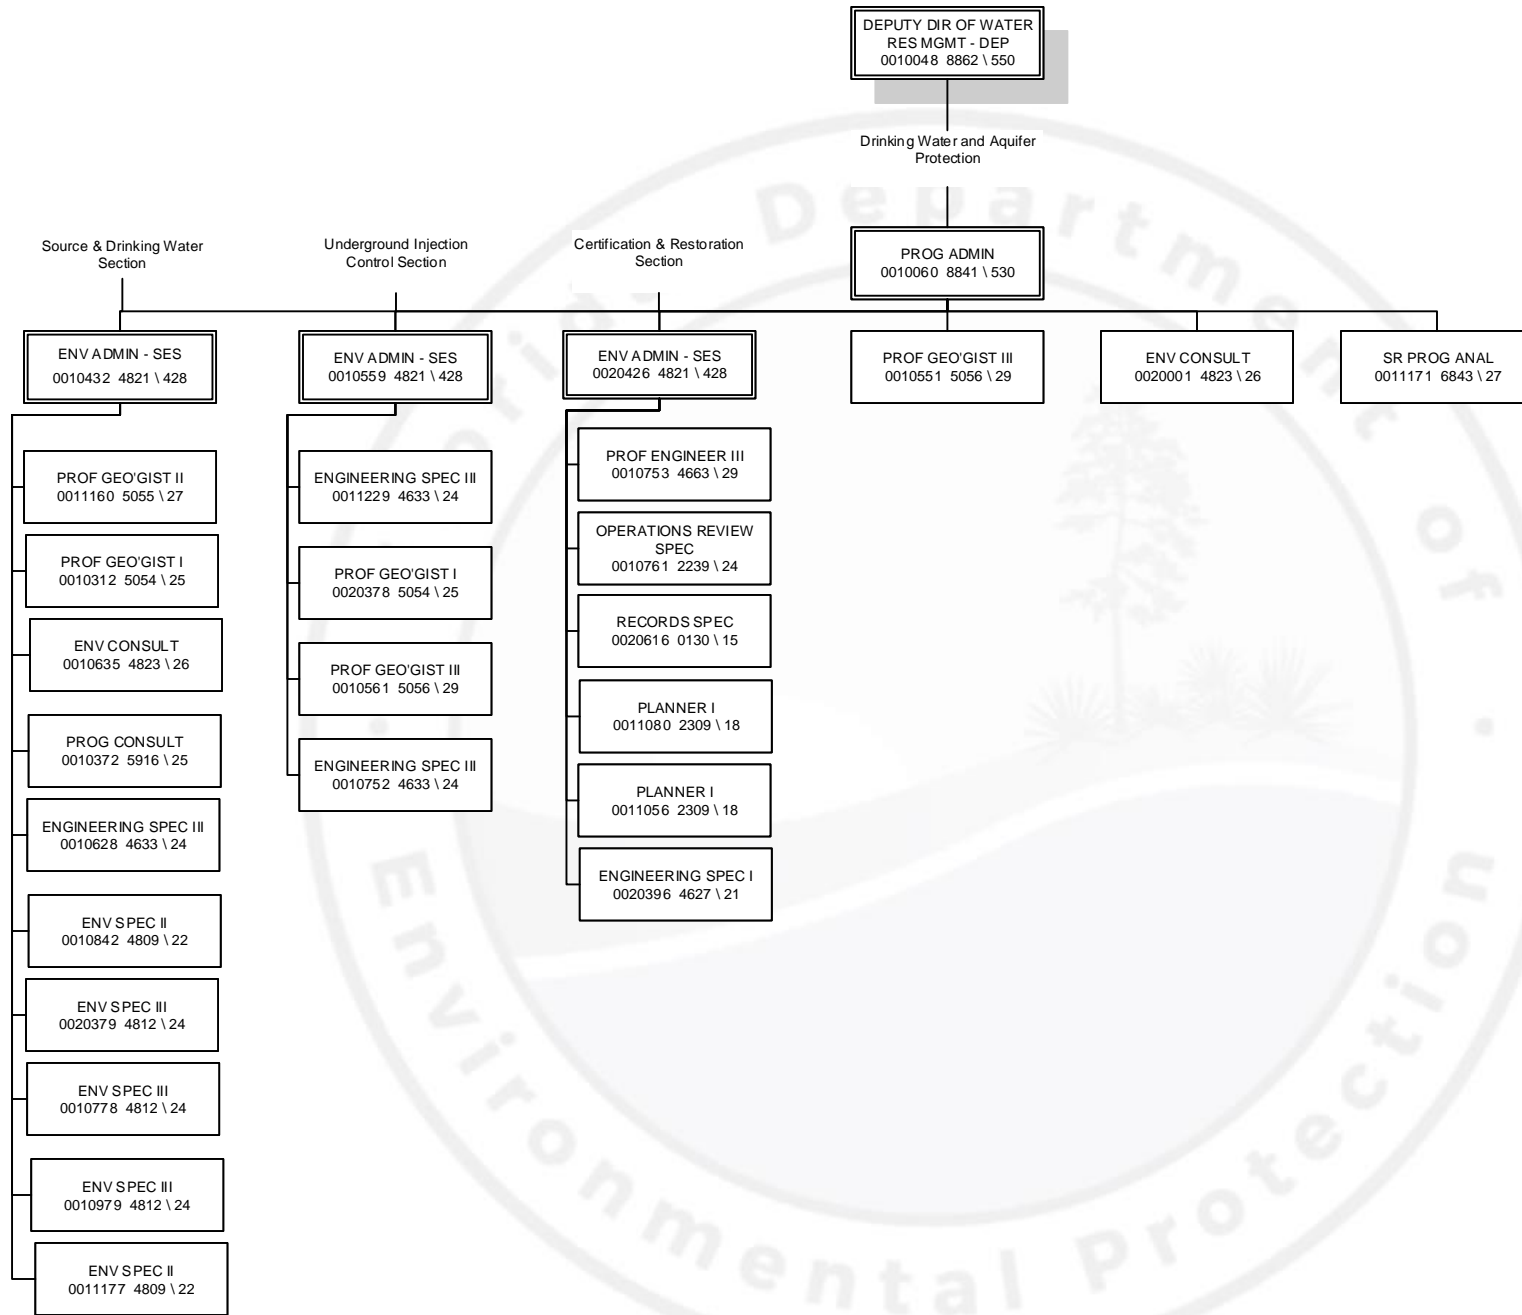 DEPUTY DIR OF WATER
RES MGMT - DEP
0010048 8862 \ 550
Drinking Water and Aquifer
Protection
PROG ADMIN
0010060 8841 \ 530
Source & Drinking Water
Section
Underground Injection
Control Section
Certification & Restoration
Section
ENV ADMIN - SES
0010432 4821 \ 428
ENV ADMIN - SES
0010559 4821 \ 428
ENV ADMIN - SES
0020426 4821 \ 428
PROF GEO'GIST III
0010551 5056 \ 29
ENV CONSULT
0020001 4823 \ 26
SR PROG ANAL
0011171 6843 \ 27
PROF GEO'GIST II
0011160 5055 \ 27
PROF GEO'GIST I
0010312 5054 \ 25
ENV CONSULT
0010635 4823 \ 26
PROG CONSULT
0010372 5916 \ 25
ENGINEERING SPEC III
0010628 4633 \ 24
ENV SPEC II
0010842 4809 \ 22
ENV SPEC III
0020379 4812 \ 24
ENV SPEC III
0010778 4812 \ 24
ENV SPEC III
0010979 4812 \ 24
ENV SPEC II
0011177 4809 \ 22
ENGINEERING SPEC III
0011229 4633 \ 24
PROF GEO'GIST I
0020378 5054 \ 25
PROF GEO'GIST III
0010561 5056 \ 29
ENGINEERING SPEC III
0010752 4633 \ 24
PROF ENGINEER III
0010753 4663 \ 29
OPERATIONS REVIEW
SPEC
0010761 2239 \ 24
RECORDS SPEC
0020616 0130 \ 15
PLANNER I
0011080 2309 \ 18
PLANNER I
0011056 2309 \ 18
ENGINEERING SPEC I
0020396 4627 \ 21
Department of
Environmental Protection